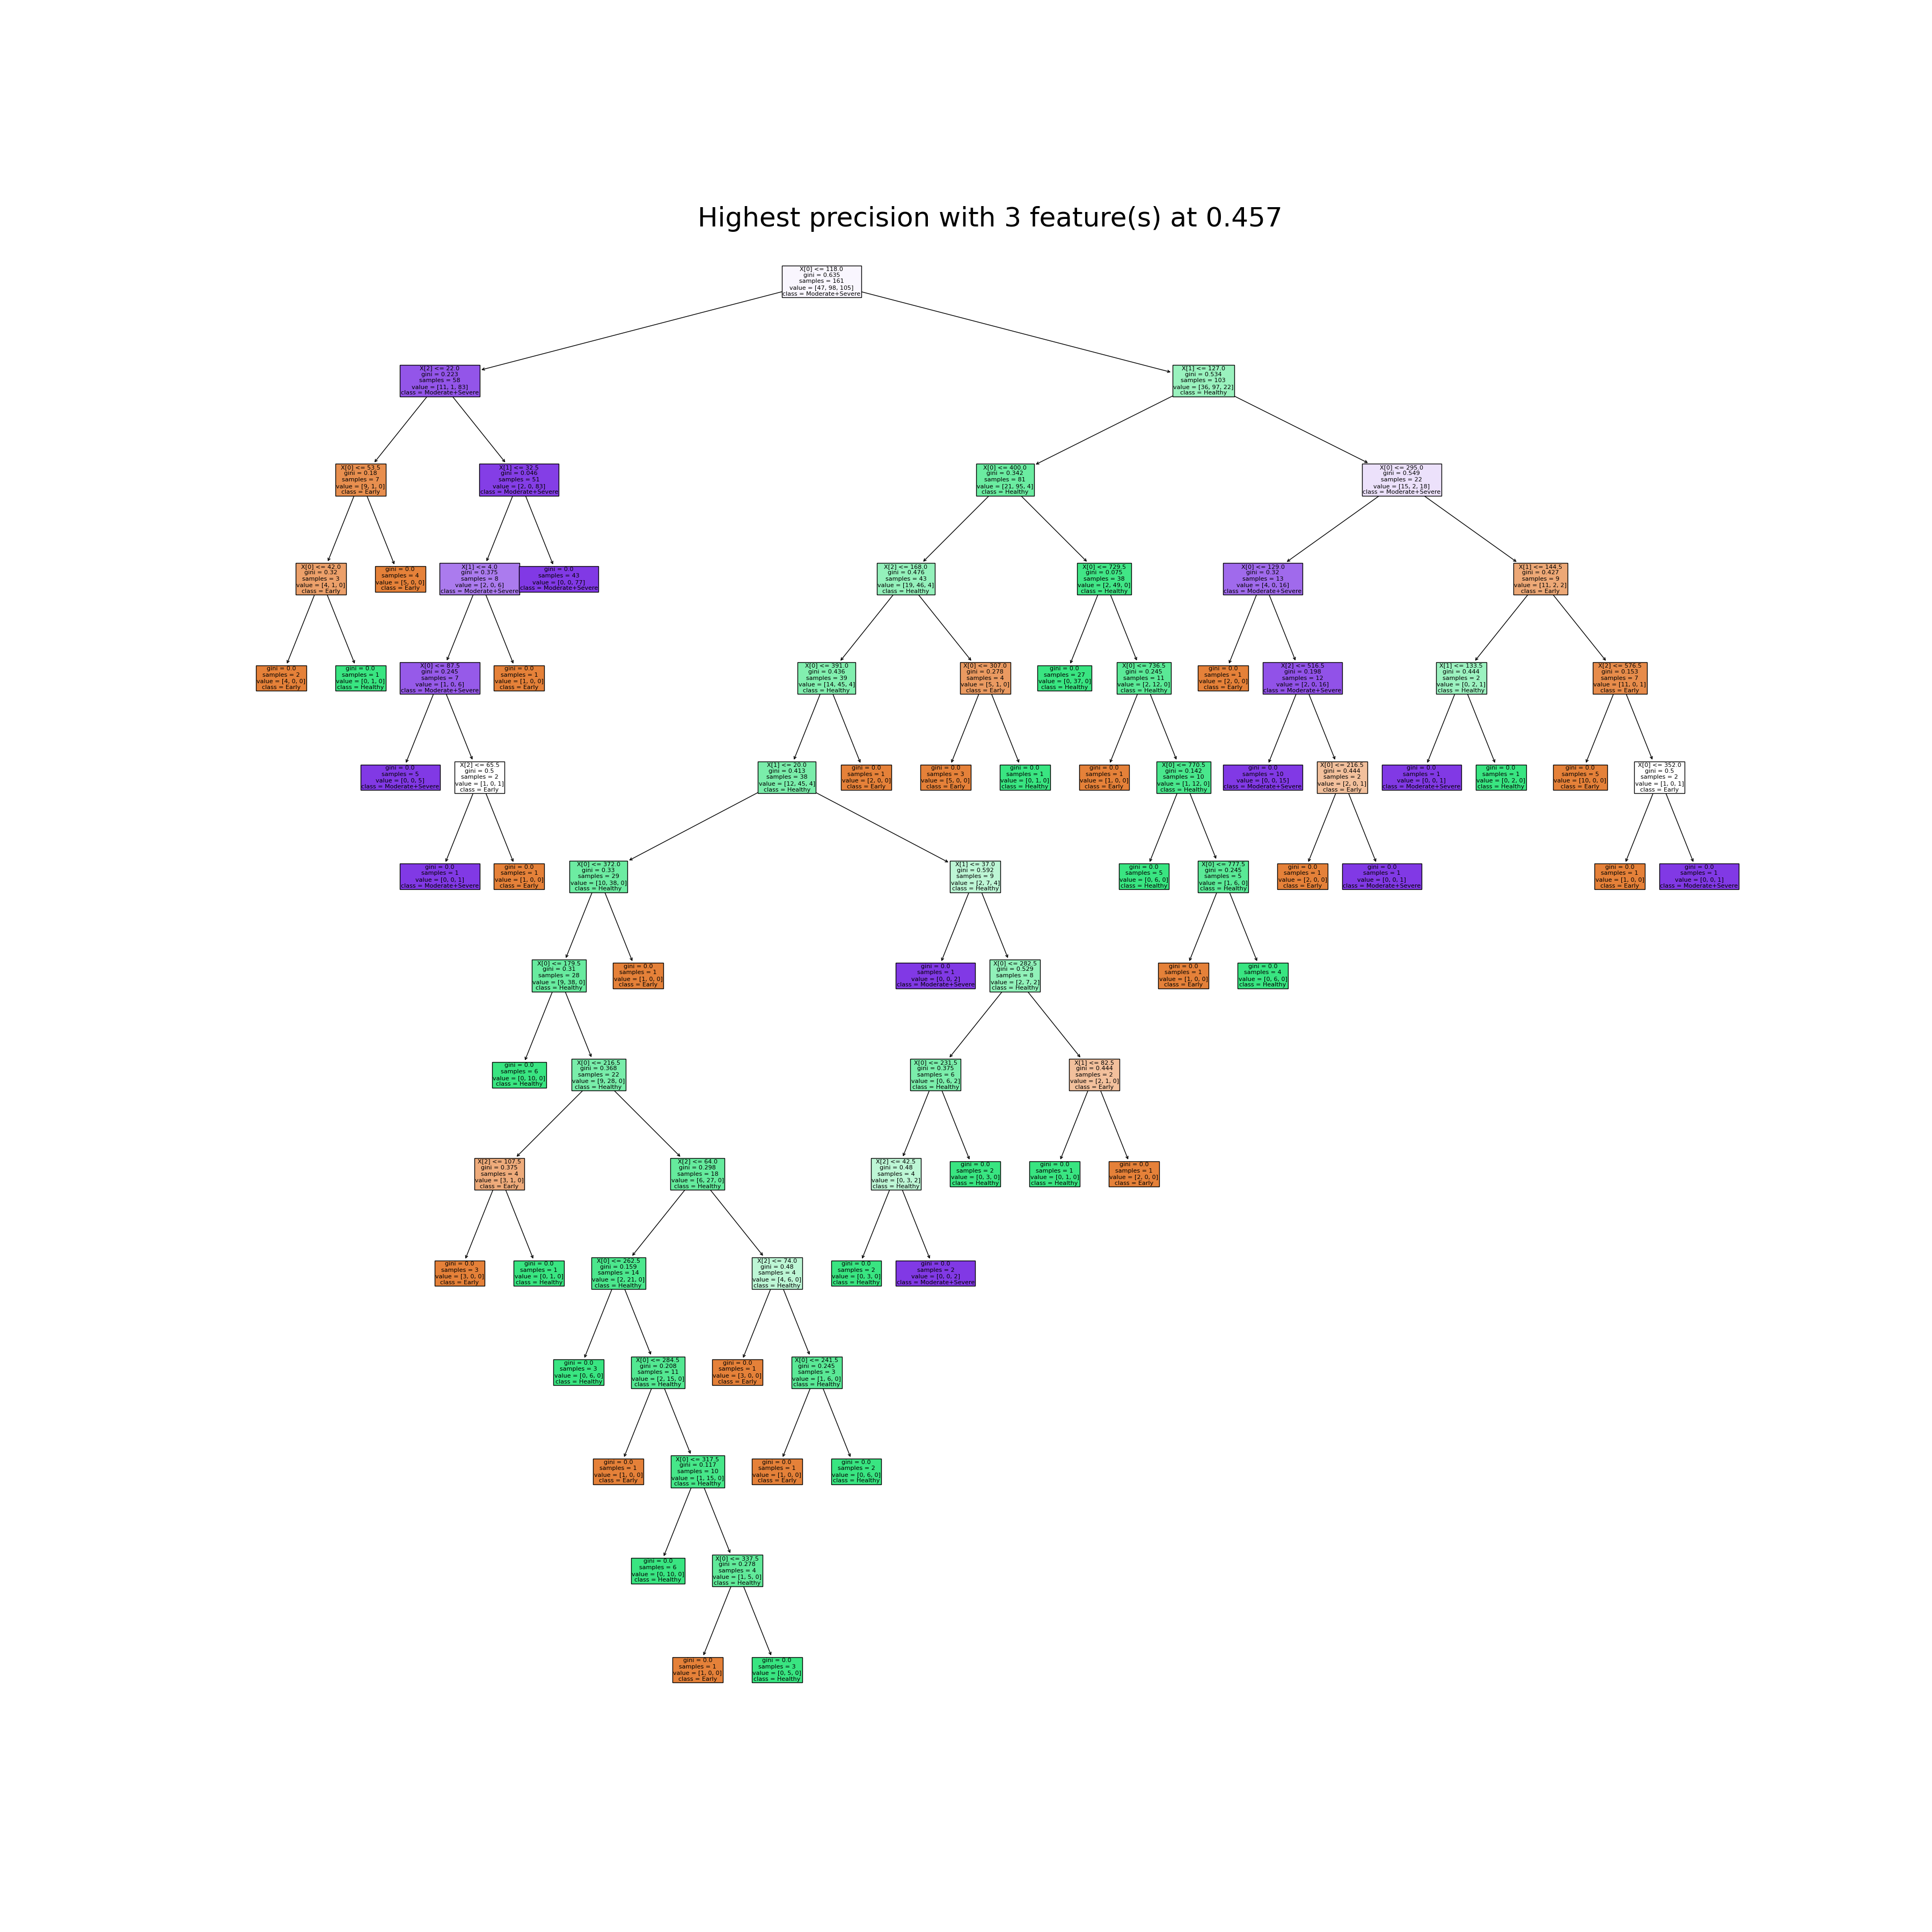 Highest precision with 3 feature(s) at 0.457
X[0] <= 118.0
gini = 0.635
samples = 161
value = [47, 98, 105]
class = Moderate+Severe
X[2] <= 22.0
gini = 0.223
samples = 58
value = [11, 1, 83]
class = Moderate+Severe
X[1] <= 127.0
gini = 0.534
samples = 103
value = [36, 97, 22]
class = Healthy
X[0] <= 53.5
gini = 0.18
samples = 7
value = [9, 1, 0]
class = Early
X[1] <= 32.5
gini = 0.046
samples = 51
value = [2, 0, 83]
class = Moderate+Severe
X[0] <= 400.0
gini = 0.342
samples = 81
value = [21, 95, 4]
class = Healthy
X[0] <= 295.0
gini = 0.549
samples = 22
value = [15, 2, 18]
class = Moderate+Severe
X[0] <= 42.0
gini = 0.32
samples = 3
value = [4, 1, 0]
class = Early
gini = 0.0
samples = 4
value = [5, 0, 0]
class = Early
X[1] <= 4.0
gini = 0.375
samples = 8
value = [2, 0, 6]
class = Moderate+Severe
gini = 0.0
samples = 43
value = [0, 0, 77]
class = Moderate+Severe
X[2] <= 168.0
gini = 0.476
samples = 43
value = [19, 46, 4]
class = Healthy
X[0] <= 729.5
gini = 0.075
samples = 38
value = [2, 49, 0]
class = Healthy
X[0] <= 129.0
gini = 0.32
samples = 13
value = [4, 0, 16]
class = Moderate+Severe
X[1] <= 144.5
gini = 0.427
samples = 9
value = [11, 2, 2]
class = Early
gini = 0.0
samples = 2
value = [4, 0, 0]
class = Early
gini = 0.0
samples = 1
value = [0, 1, 0]
class = Healthy
X[0] <= 87.5
gini = 0.245
samples = 7
value = [1, 0, 6]
class = Moderate+Severe
gini = 0.0
samples = 1
value = [1, 0, 0]
class = Early
X[0] <= 391.0
gini = 0.436
samples = 39
value = [14, 45, 4]
class = Healthy
X[0] <= 307.0
gini = 0.278
samples = 4
value = [5, 1, 0]
class = Early
gini = 0.0
samples = 27
value = [0, 37, 0]
class = Healthy
X[0] <= 736.5
gini = 0.245
samples = 11
value = [2, 12, 0]
class = Healthy
gini = 0.0
samples = 1
value = [2, 0, 0]
class = Early
X[2] <= 516.5
gini = 0.198
samples = 12
value = [2, 0, 16]
class = Moderate+Severe
X[1] <= 133.5
gini = 0.444
samples = 2
value = [0, 2, 1]
class = Healthy
X[2] <= 576.5
gini = 0.153
samples = 7
value = [11, 0, 1]
class = Early
gini = 0.0
samples = 5
value = [0, 0, 5]
class = Moderate+Severe
X[2] <= 65.5
gini = 0.5
samples = 2
value = [1, 0, 1]
class = Early
X[1] <= 20.0
gini = 0.413
samples = 38
value = [12, 45, 4]
class = Healthy
gini = 0.0
samples = 1
value = [2, 0, 0]
class = Early
gini = 0.0
samples = 3
value = [5, 0, 0]
class = Early
gini = 0.0
samples = 1
value = [0, 1, 0]
class = Healthy
gini = 0.0
samples = 1
value = [1, 0, 0]
class = Early
X[0] <= 770.5
gini = 0.142
samples = 10
value = [1, 12, 0]
class = Healthy
gini = 0.0
samples = 10
value = [0, 0, 15]
class = Moderate+Severe
X[0] <= 216.5
gini = 0.444
samples = 2
value = [2, 0, 1]
class = Early
gini = 0.0
samples = 1
value = [0, 0, 1]
class = Moderate+Severe
gini = 0.0
samples = 1
value = [0, 2, 0]
class = Healthy
gini = 0.0
samples = 5
value = [10, 0, 0]
class = Early
X[0] <= 352.0
gini = 0.5
samples = 2
value = [1, 0, 1]
class = Early
gini = 0.0
samples = 1
value = [0, 0, 1]
class = Moderate+Severe
gini = 0.0
samples = 1
value = [1, 0, 0]
class = Early
X[0] <= 372.0
gini = 0.33
samples = 29
value = [10, 38, 0]
class = Healthy
X[1] <= 37.0
gini = 0.592
samples = 9
value = [2, 7, 4]
class = Healthy
gini = 0.0
samples = 5
value = [0, 6, 0]
class = Healthy
X[0] <= 777.5
gini = 0.245
samples = 5
value = [1, 6, 0]
class = Healthy
gini = 0.0
samples = 1
value = [2, 0, 0]
class = Early
gini = 0.0
samples = 1
value = [0, 0, 1]
class = Moderate+Severe
gini = 0.0
samples = 1
value = [1, 0, 0]
class = Early
gini = 0.0
samples = 1
value = [0, 0, 1]
class = Moderate+Severe
X[0] <= 179.5
gini = 0.31
samples = 28
value = [9, 38, 0]
class = Healthy
gini = 0.0
samples = 1
value = [1, 0, 0]
class = Early
gini = 0.0
samples = 1
value = [0, 0, 2]
class = Moderate+Severe
X[0] <= 282.5
gini = 0.529
samples = 8
value = [2, 7, 2]
class = Healthy
gini = 0.0
samples = 1
value = [1, 0, 0]
class = Early
gini = 0.0
samples = 4
value = [0, 6, 0]
class = Healthy
gini = 0.0
samples = 6
value = [0, 10, 0]
class = Healthy
X[0] <= 216.5
gini = 0.368
samples = 22
value = [9, 28, 0]
class = Healthy
X[0] <= 231.5
gini = 0.375
samples = 6
value = [0, 6, 2]
class = Healthy
X[1] <= 82.5
gini = 0.444
samples = 2
value = [2, 1, 0]
class = Early
X[2] <= 107.5
gini = 0.375
samples = 4
value = [3, 1, 0]
class = Early
X[2] <= 64.0
gini = 0.298
samples = 18
value = [6, 27, 0]
class = Healthy
X[2] <= 42.5
gini = 0.48
samples = 4
value = [0, 3, 2]
class = Healthy
gini = 0.0
samples = 2
value = [0, 3, 0]
class = Healthy
gini = 0.0
samples = 1
value = [0, 1, 0]
class = Healthy
gini = 0.0
samples = 1
value = [2, 0, 0]
class = Early
gini = 0.0
samples = 3
value = [3, 0, 0]
class = Early
gini = 0.0
samples = 1
value = [0, 1, 0]
class = Healthy
X[0] <= 262.5
gini = 0.159
samples = 14
value = [2, 21, 0]
class = Healthy
X[2] <= 74.0
gini = 0.48
samples = 4
value = [4, 6, 0]
class = Healthy
gini = 0.0
samples = 2
value = [0, 3, 0]
class = Healthy
gini = 0.0
samples = 2
value = [0, 0, 2]
class = Moderate+Severe
gini = 0.0
samples = 3
value = [0, 6, 0]
class = Healthy
X[0] <= 284.5
gini = 0.208
samples = 11
value = [2, 15, 0]
class = Healthy
gini = 0.0
samples = 1
value = [3, 0, 0]
class = Early
X[0] <= 241.5
gini = 0.245
samples = 3
value = [1, 6, 0]
class = Healthy
gini = 0.0
samples = 1
value = [1, 0, 0]
class = Early
X[0] <= 317.5
gini = 0.117
samples = 10
value = [1, 15, 0]
class = Healthy
gini = 0.0
samples = 1
value = [1, 0, 0]
class = Early
gini = 0.0
samples = 2
value = [0, 6, 0]
class = Healthy
gini = 0.0
samples = 6
value = [0, 10, 0]
class = Healthy
X[0] <= 337.5
gini = 0.278
samples = 4
value = [1, 5, 0]
class = Healthy
gini = 0.0
samples = 1
value = [1, 0, 0]
class = Early
gini = 0.0
samples = 3
value = [0, 5, 0]
class = Healthy